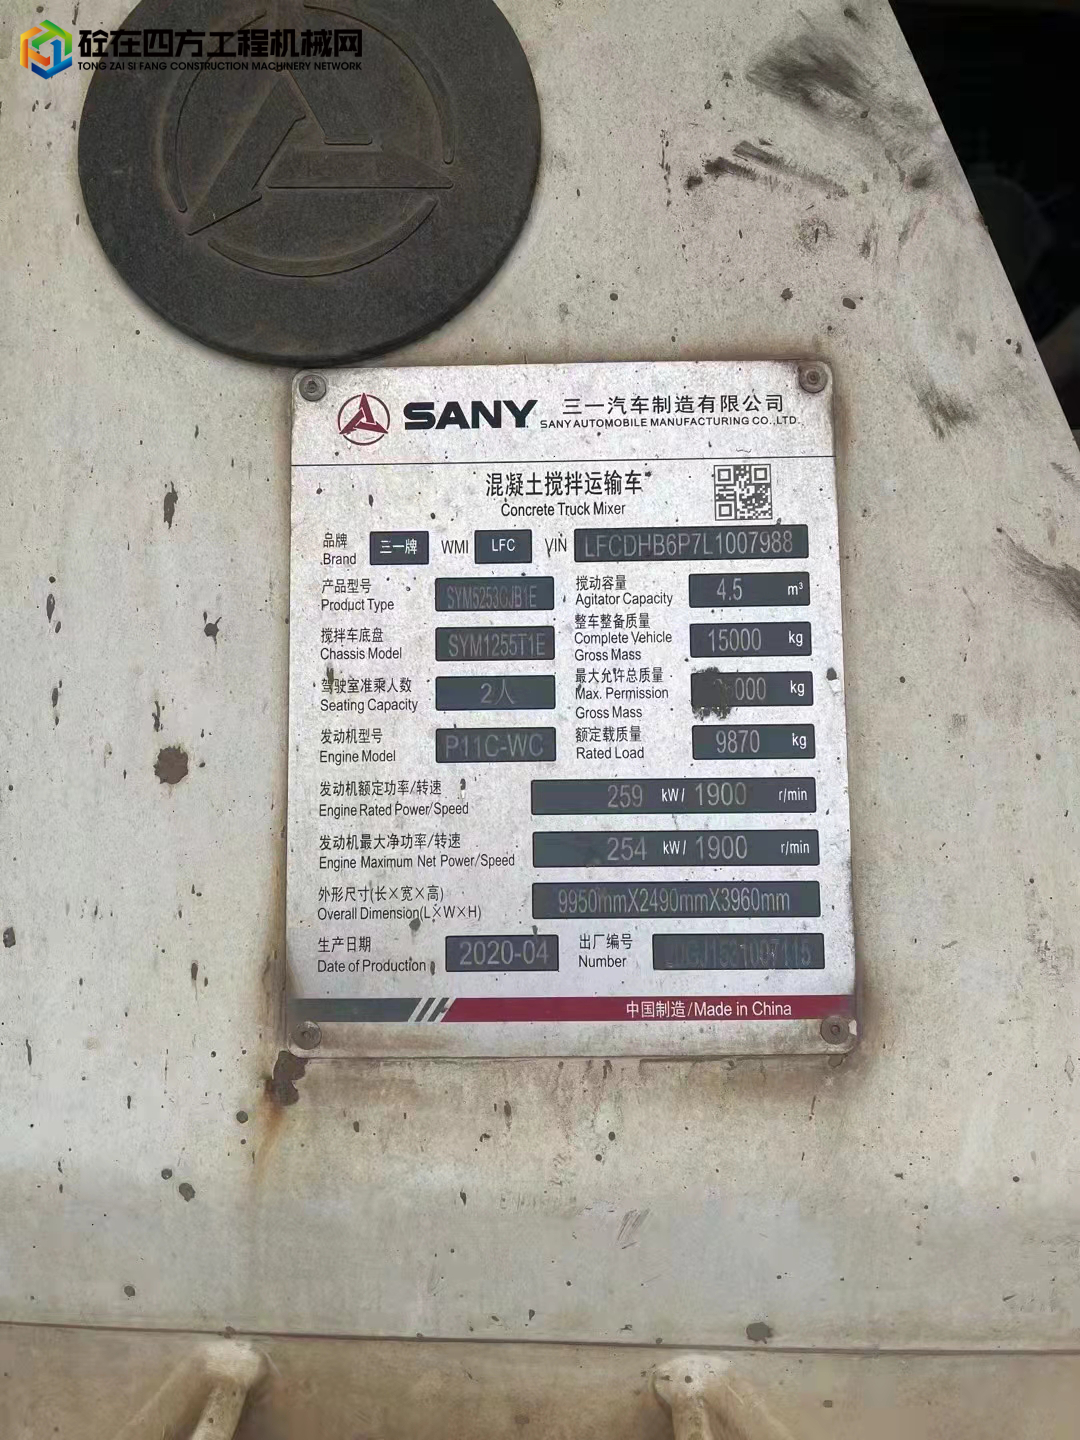 砼在四方工程机械网
TONG ZAI SI FANG CONSTRUCTION MACHINERY NETWORK
SANY 三一汽车制造有限公司
SANY AUTOMOBILE MANUFACTURING CO.,LTD.
混凝土搅拌运输车
Concrete Truck Mixer
品牌 Brand 三一牌 WMI LFC VIN LFCDHB6P7L1007988
产品型号 Product Type SYM5253GJB1E
搅动容量 Agitator Capacity 4.5 m³
搅拌车底盘 Chassis Model SYM1255T1E
整车整备质量 Complete Vehicle Gross Mass 15000 kg
驾驶室准乘人数 Seating Capacity 2人
最大允许总质量 Max. Permission Gross Mass 000 kg
发动机型号 Engine Model P11C-WC
额定载质量 Rated Load 9870 kg
发动机额定功率/转速 Engine Rated Power/Speed 259 kW/ 1900 r/min
发动机最大净功率/转速 Engine Maximum Net Power/Speed 254 kW/ 1900 r/min
外形尺寸(长×宽×高) Overall Dimension(L×W×H) 9950mmX2490mmX3960mm
生产日期 Date of Production 2020-04
出厂编号 Number
中国制造/Made in China